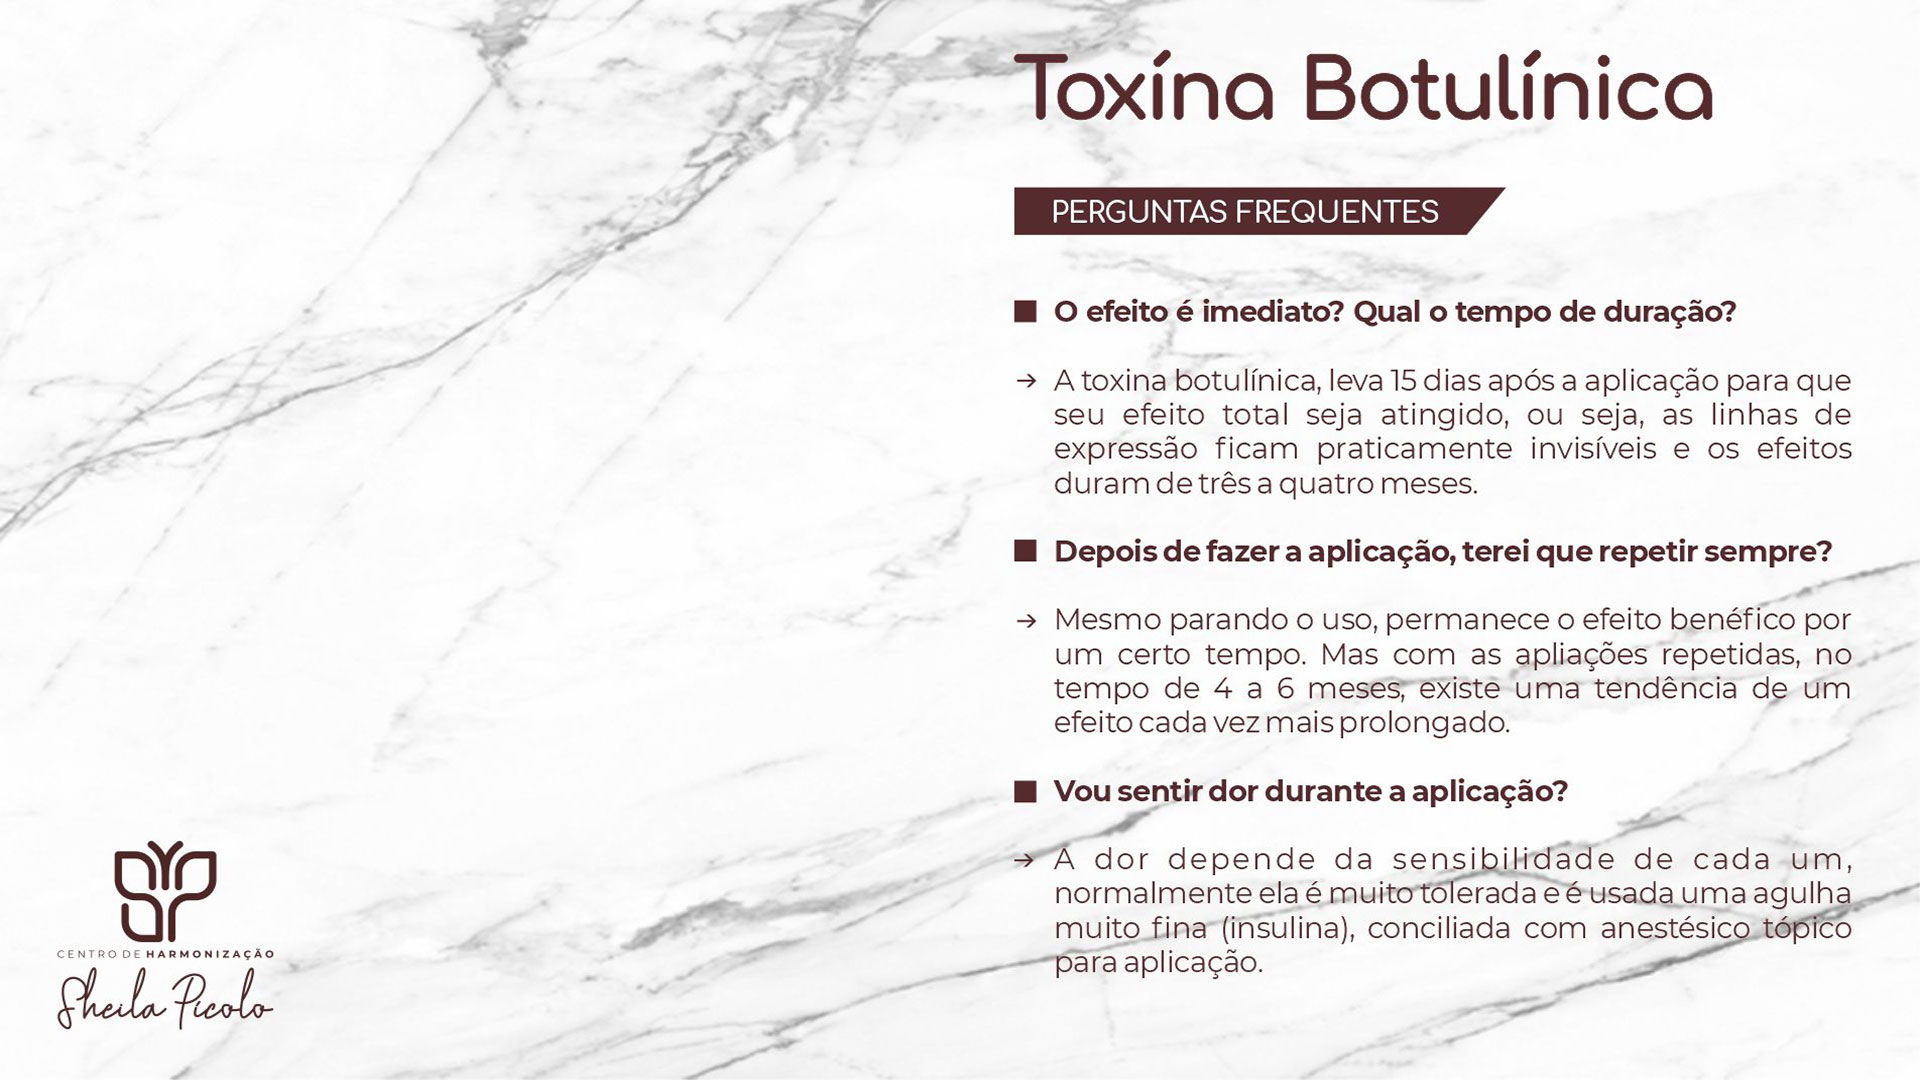 Toxína Botulínica
PERGUNTAS FREQUENTES
■ O efeito é imediato? Qual o tempo de duração?
→ A toxina botulínica, leva 15 dias após a aplicação para que
seu efeito total seja atingido, ou seja, as linhas de
expressão ficam praticamente invisíveis e os efeitos
duram de três a quatro meses.
■ Depois de fazer a aplicação, terei que repetir sempre?
→ Mesmo parando o uso, permanece o efeito benéfico por
um certo tempo. Mas com as apliações repetidas, no
tempo de 4 a 6 meses, existe uma tendência de um
efeito cada vez mais prolongado.
■ Vou sentir dor durante a aplicação?
→ A dor depende da sensibilidade de cada um,
normalmente ela é muito tolerada e é usada uma agulha
muito fina (insulina), conciliada com anestésico tópico
para aplicação.
CENTRO DE HARMONIZAÇÃO
Sheila Pícolo